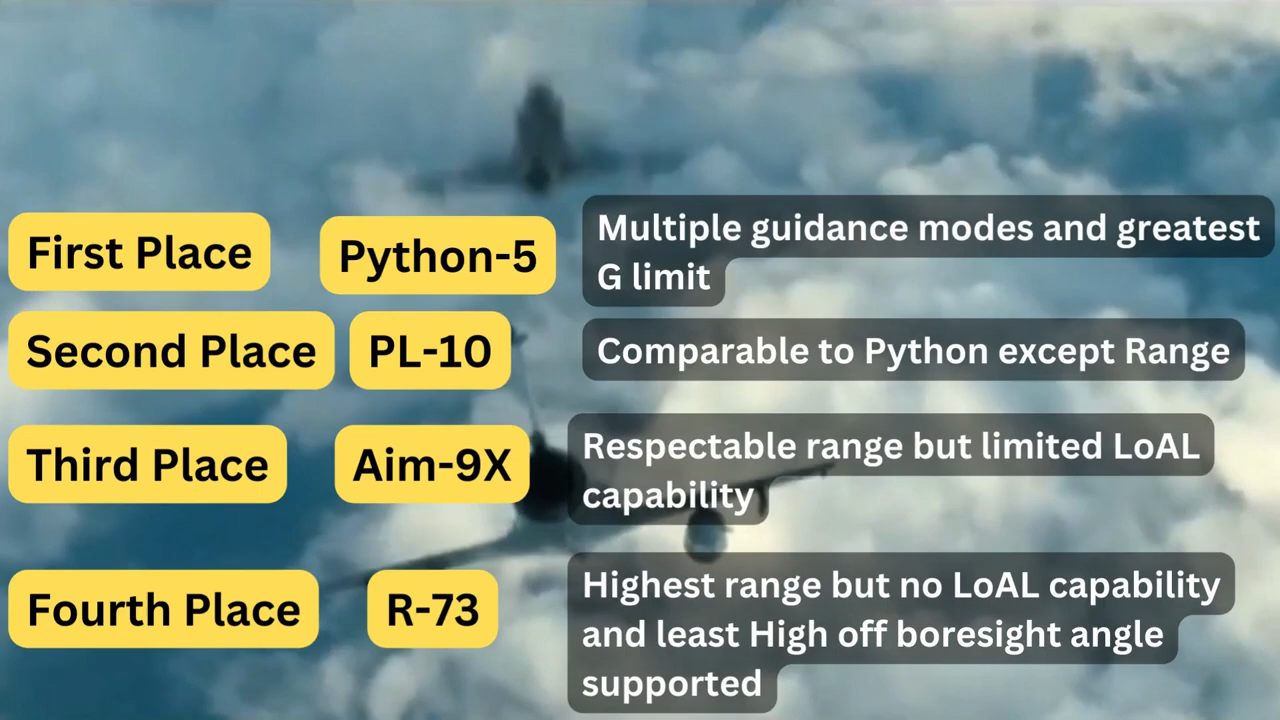 First Place
Python-5
Multiple guidance modes and greatest
G limit
Second Place
PL-10
Comparable to Python except Range
Third Place
Aim-9X
Respectable range but limited LoAL
capability
Fourth Place
R-73
Highest range but no LoAL capability
and least High off boresight angle
supported